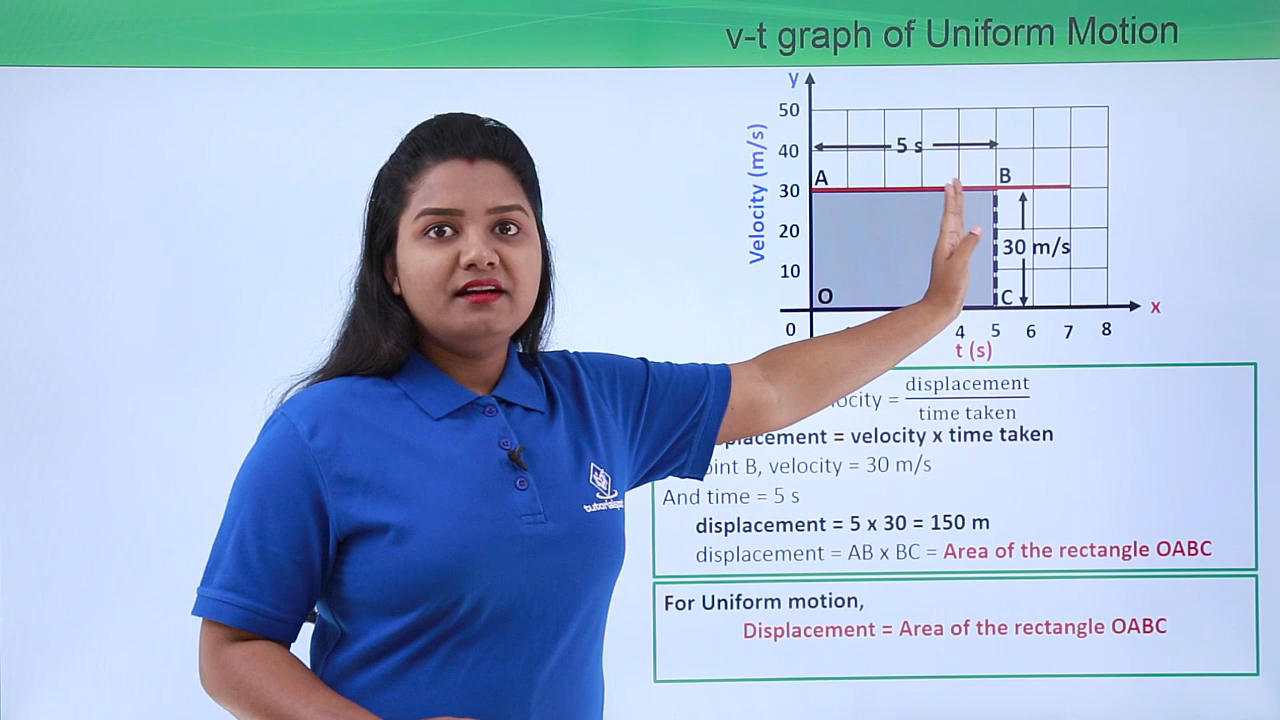 v-t graph of Uniform Motion
y
50
40
30
20
10
0
Velocity (m/s)
5 s
A
B
30 m/s
O
C
x
4 5 6 7 8
t (s)
= displacement
time taken
= velocity x time taken
B, velocity = 30 m/s
And time = 5 s
displacement = 5 x 30 = 150 m
displacement = AB x BC = Area of the rectangle OABC
For Uniform motion,
Displacement = Area of the rectangle OABC